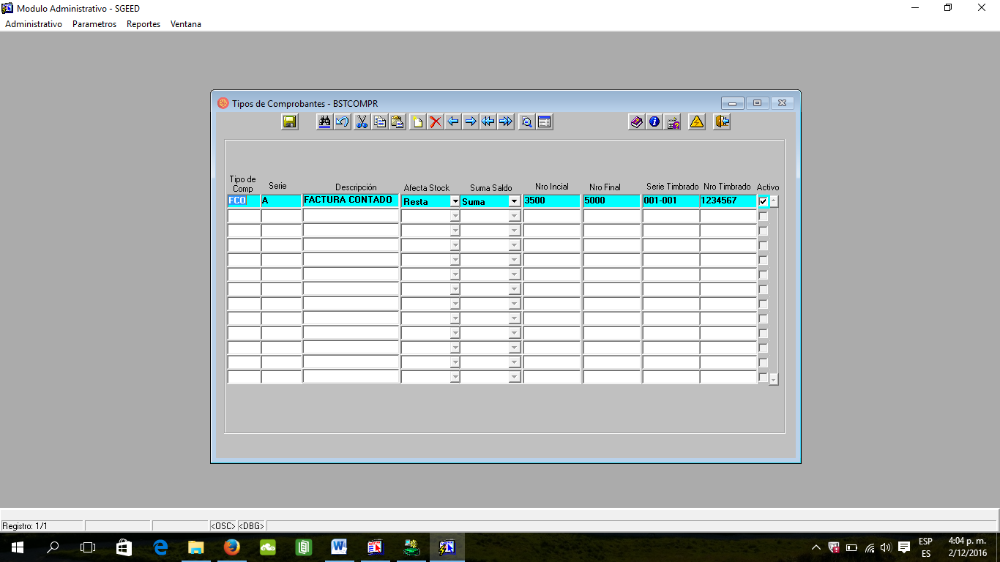 Modulo Administrativo - SGEED
Administrativo Parametros Reportes Ventana
Tipos de Comprobantes - BSTCOMPR
Tipo de Comp Serie Descripción Afecta Stock Suma Saldo Nro Incial Nro Final Serie Timbrado Nro Timbrado Activo
FCO A FACTURA CONTADO Resta Suma 3500 5000 001-001 1234567
Registro: 1/1 <OSC> <DBG>
ESP 4:04 p. m.
ES 2/12/2016